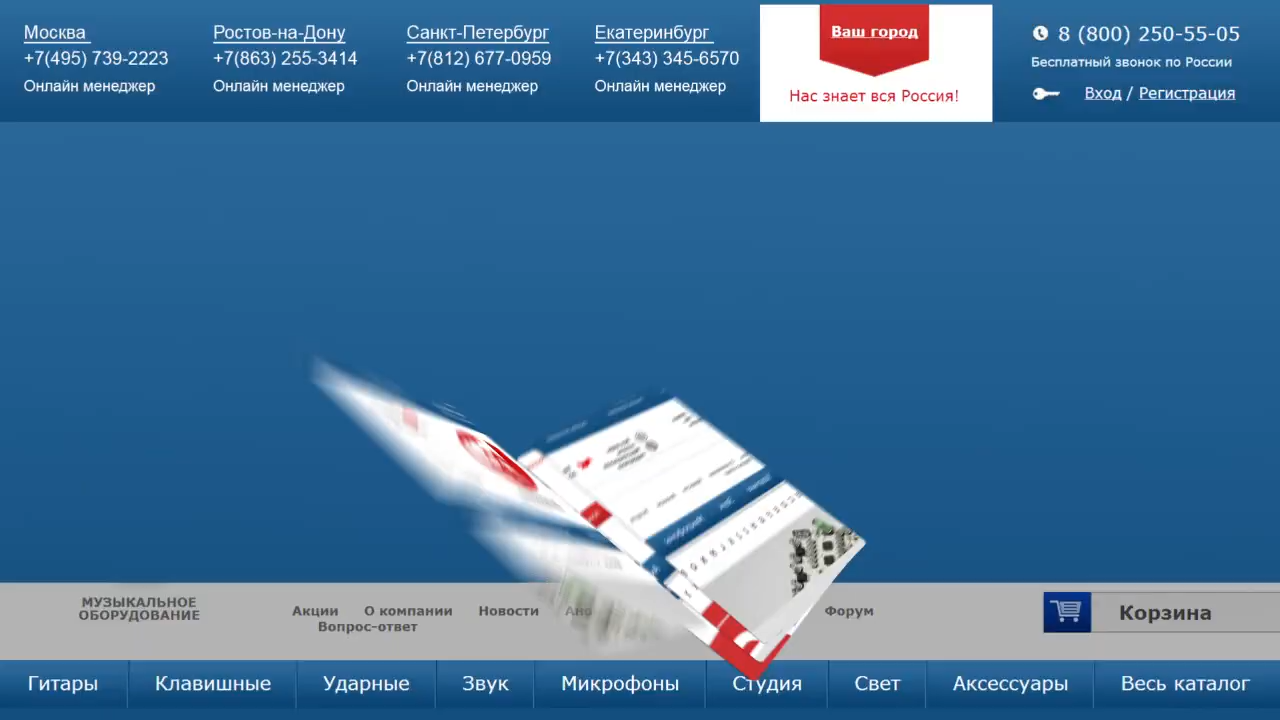 Москва
+7(495) 739-2223
Онлайн менеджер
Ростов-на-Дону
+7(863) 255-3414
Онлайн менеджер
Санкт-Петербург
+7(812) 677-0959
Онлайн менеджер
Екатеринбург
+7(343) 345-6570
Онлайн менеджер
Ваш город
Нас знает вся Россия!
8 (800) 250-55-05
Бесплатный звонок по России
Вход / Регистрация
МУЗЫКАЛЬНОЕ
ОБОРУДОВАНИЕ
Акции О компании Новости Форум
Вопрос-ответ
Корзина
Гитары Клавишные Ударные Звук Микрофоны Студия Свет Аксессуары Весь каталог